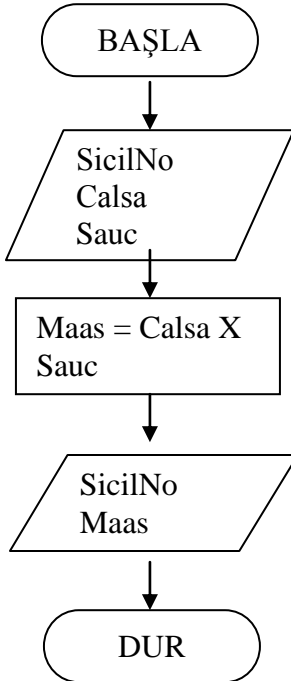 BAŞLA
SicilNo
Calsa
Sauc
Maas = Calsa X
Sauc
SicilNo
Maas
DUR